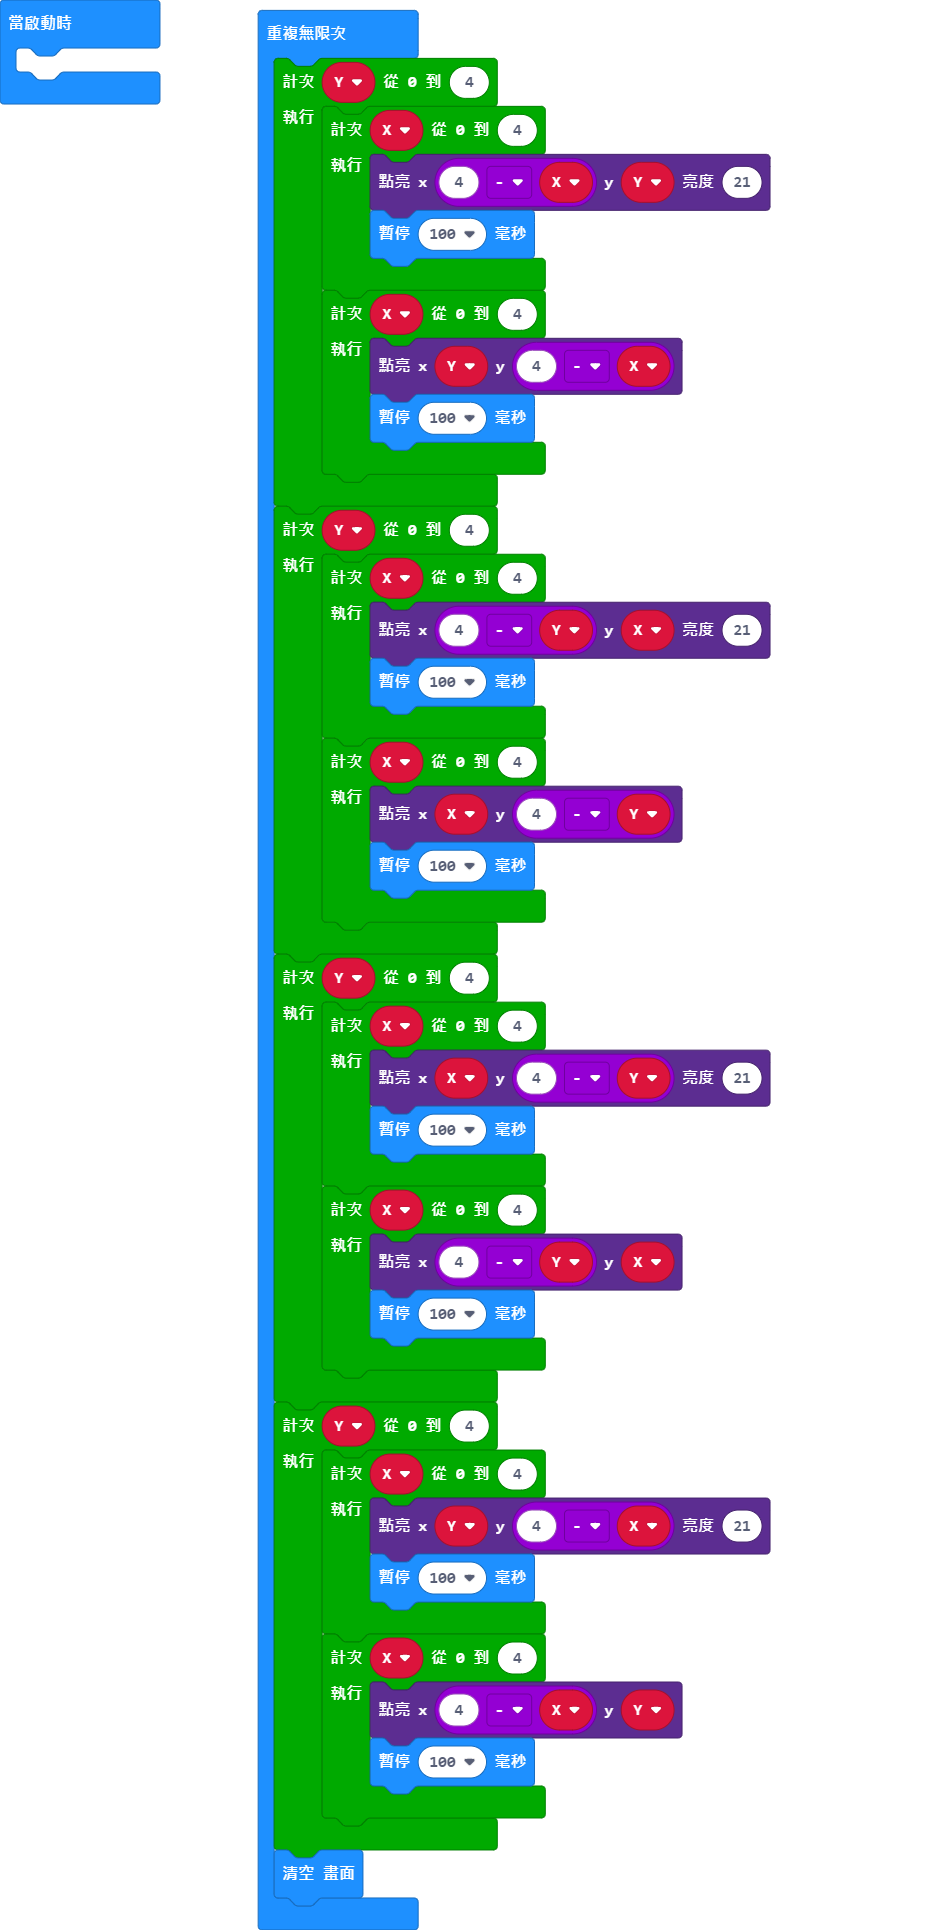 當啟動時
重複無限次
計次 Y 從 0 到 4
執行
計次 X 從 0 到 4
執行
點亮 x 4 - X y Y 亮度 21
暫停 100 毫秒
計次 X 從 0 到 4
執行
點亮 x Y y 4 - X
暫停 100 毫秒
計次 Y 從 0 到 4
執行
計次 X 從 0 到 4
執行
點亮 x 4 - Y y X 亮度 21
暫停 100 毫秒
計次 X 從 0 到 4
執行
點亮 x X y 4 - Y
暫停 100 毫秒
計次 Y 從 0 到 4
執行
計次 X 從 0 到 4
執行
點亮 x X y 4 - Y 亮度 21
暫停 100 毫秒
計次 X 從 0 到 4
執行
點亮 x 4 - Y y X
暫停 100 毫秒
計次 Y 從 0 到 4
執行
計次 X 從 0 到 4
執行
點亮 x Y y 4 - X 亮度 21
暫停 100 毫秒
計次 X 從 0 到 4
執行
點亮 x 4 - X y Y
暫停 100 毫秒
清空 畫面